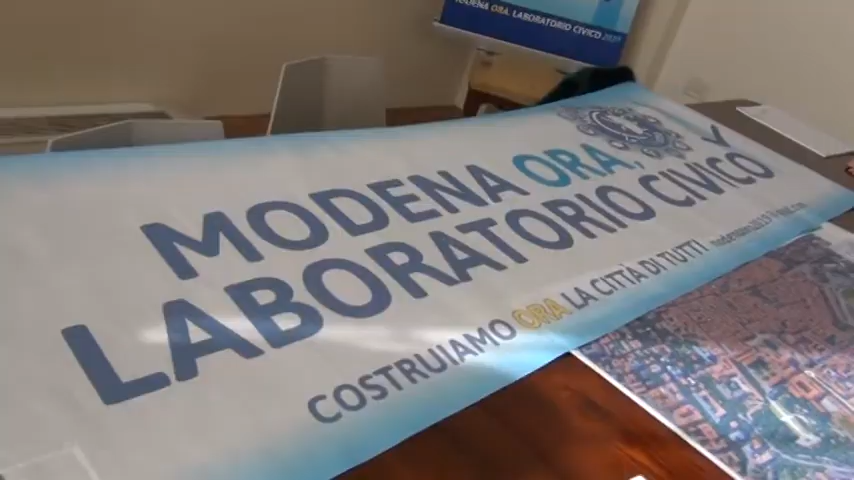 MODENA ORA, LABORATORIO CIVICO
MODENA ORA,
LABORATORIO CIVICO
COSTRUIAMO ORA LA CITTÀ DI TUTTI